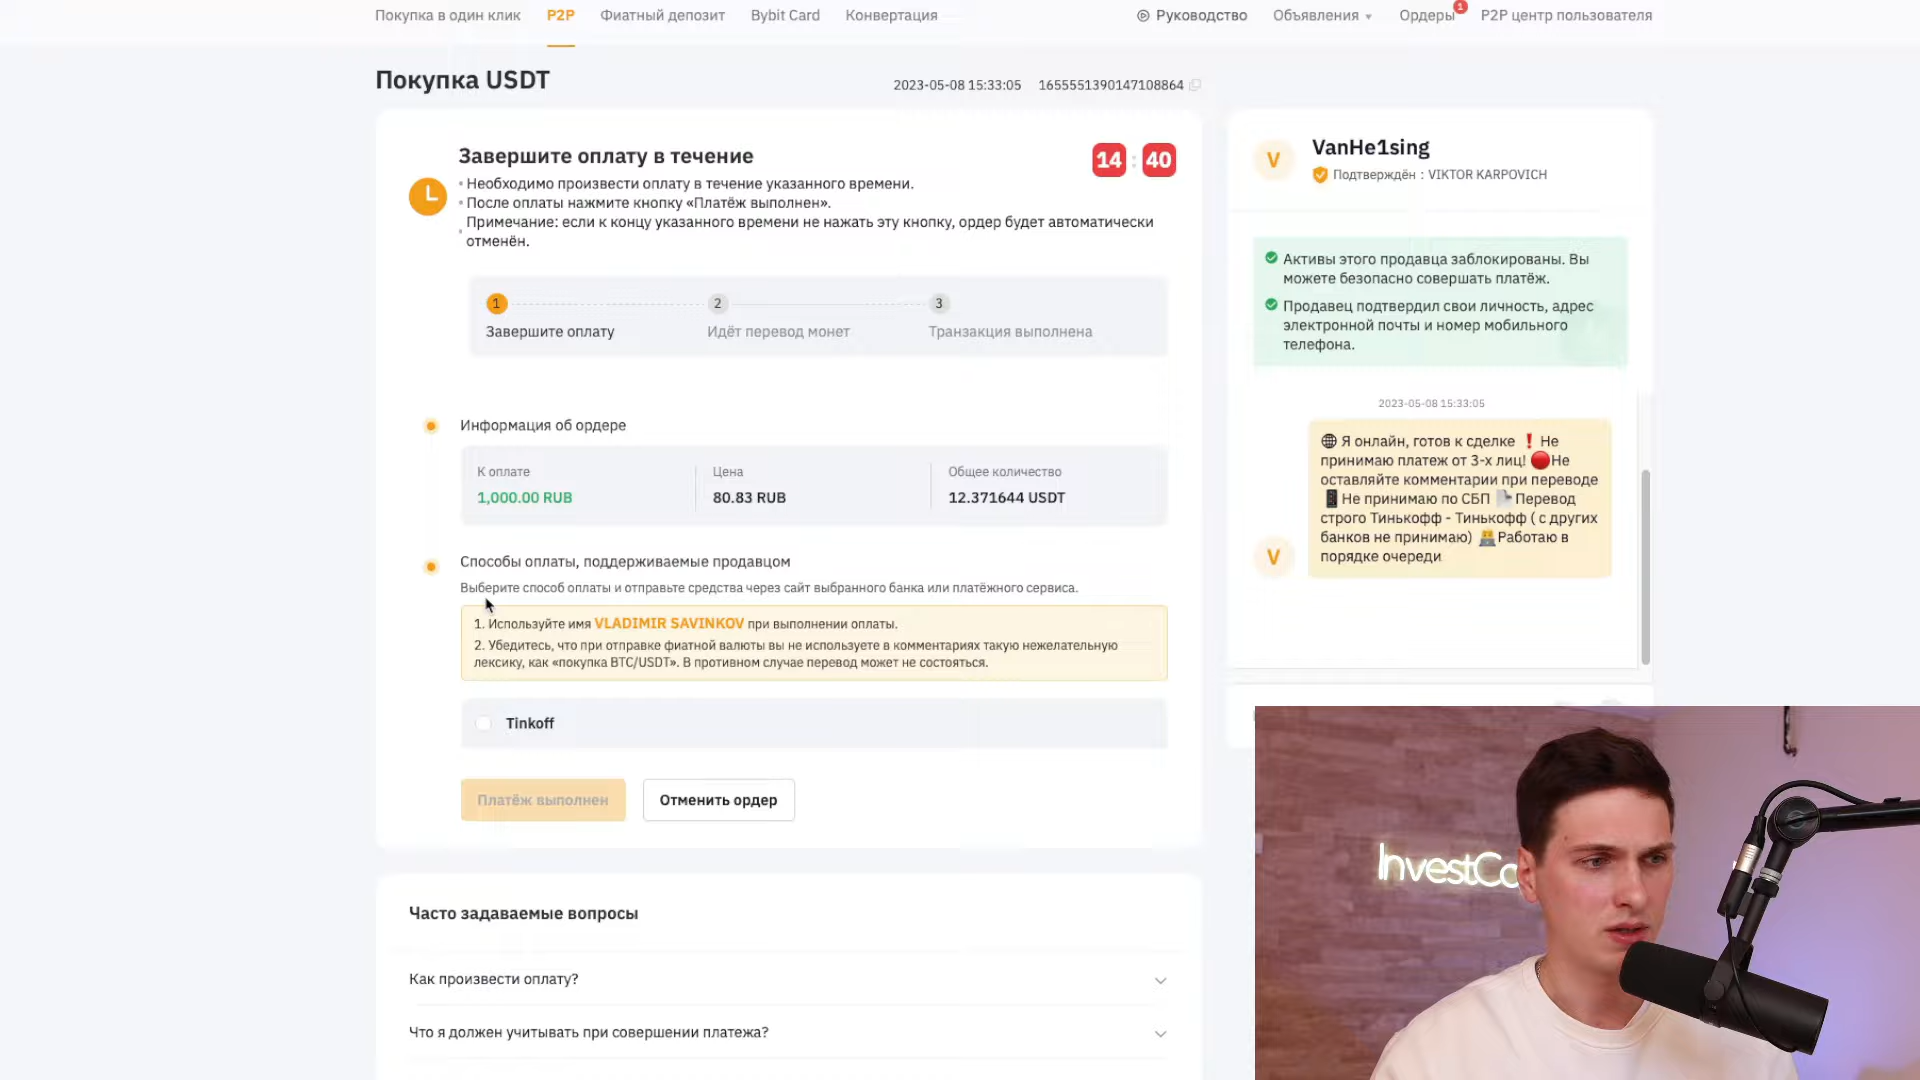 Покупка в один клик P2P Фиатный депозит Bybit Card Конвертация Руководство Объявления Ордеры 1 P2P центр пользователя
Покупка USDT
2023-05-08 15:33:05 1655551390147108864
Завершите оплату в течение
14 : 40
Необходимо произвести оплату в течение указанного времени.
После оплаты нажмите кнопку «Платёж выполнен».
Примечание: если к концу указанного времени не нажать эту кнопку, ордер будет автоматически
отменён.
1 2 3
Завершите оплату Идёт перевод монет Транзакция выполнена
Информация об ордере
К оплате Цена Общее количество
1,000.00 RUB 80.83 RUB 12.371644 USDT
Способы оплаты, поддерживаемые продавцом
Выберите способ оплаты и отправьте средства через сайт выбранного банка или платёжного сервиса.
1. Используйте имя VLADIMIR SAVINKOV при выполнении оплаты.
2. Убедитесь, что при отправке фиатной валюты вы не используете в комментариях такую нежелательную
лексику, как «покупка BTC/USDT». В противном случае перевод может не состояться.
Tinkoff
Платёж выполнен Отменить ордер
Часто задаваемые вопросы
Как произвести оплату?
Что я должен учитывать при совершении платежа?
V
VanHe1sing
Подтверждён : VIKTOR KARPOVICH
Активы этого продавца заблокированы. Вы
можете безопасно совершать платёж.
Продавец подтвердил свои личность, адрес
электронной почты и номер мобильного
телефона.
2023-05-08 15:33:05
Я онлайн, готов к сделке ❗ Не
принимаю платеж от 3-х лиц! 🔴Не
оставляйте комментарии при переводе
Не принимаю по СБП Перевод
строго Тинькофф - Тинькофф ( с других
банков не принимаю) Работаю в
порядке очереди
V
InvestCo